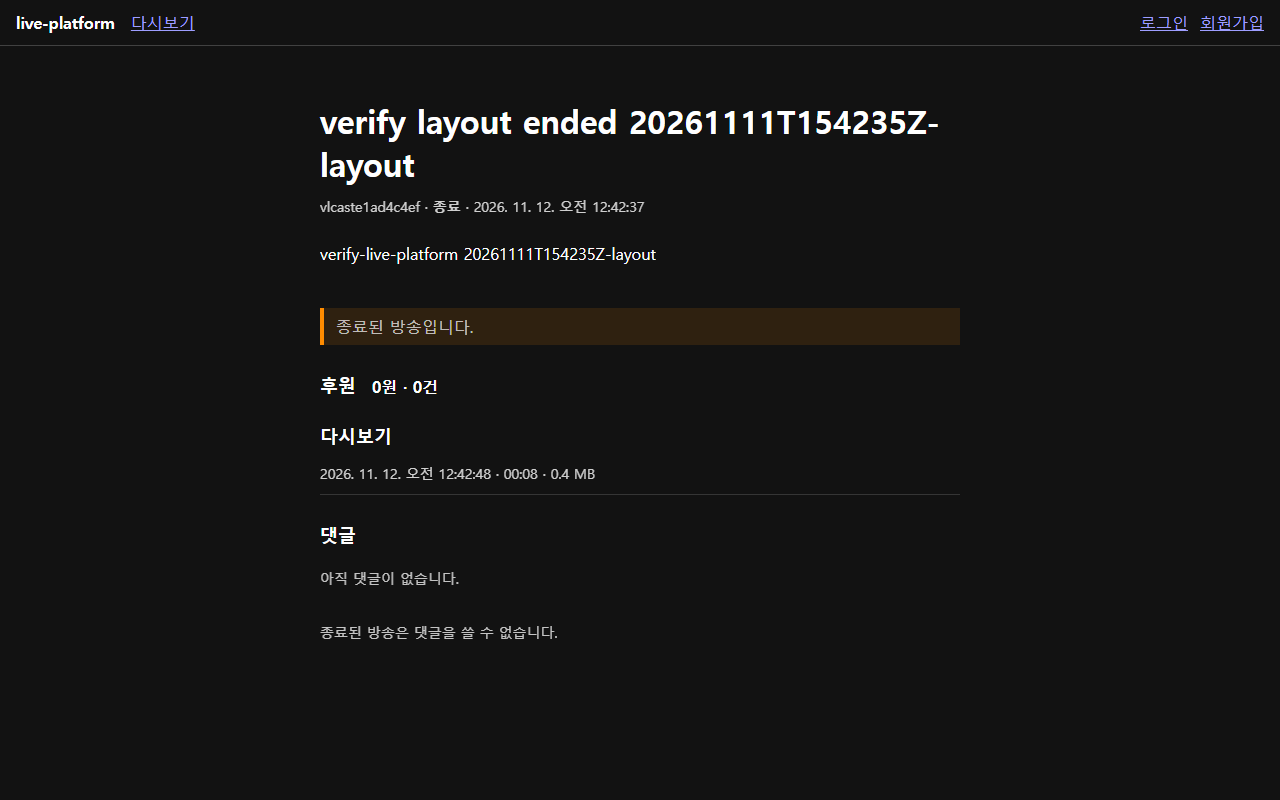 live-platform 다시보기 로그인 회원가입
verify layout ended 20261111T154235Z-
layout
vlcaste1ad4c4ef · 종료 · 2026. 11. 12. 오전 12:42:37
verify-live-platform 20261111T154235Z-layout
종료된 방송입니다.
후원 0원 · 0건
다시보기
2026. 11. 12. 오전 12:42:48 · 00:08 · 0.4 MB
댓글
아직 댓글이 없습니다.
종료된 방송은 댓글을 쓸 수 없습니다.